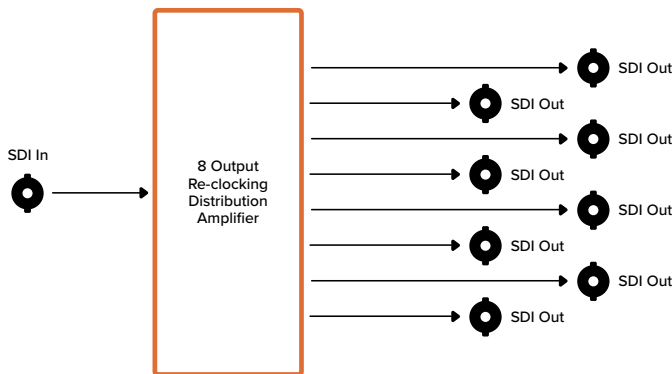 SDI In
8 Output
Re-clocking
Distribution
Amplifier
SDI Out
SDI Out
SDI Out
SDI Out
SDI Out
SDI Out
SDI Out
SDI Out